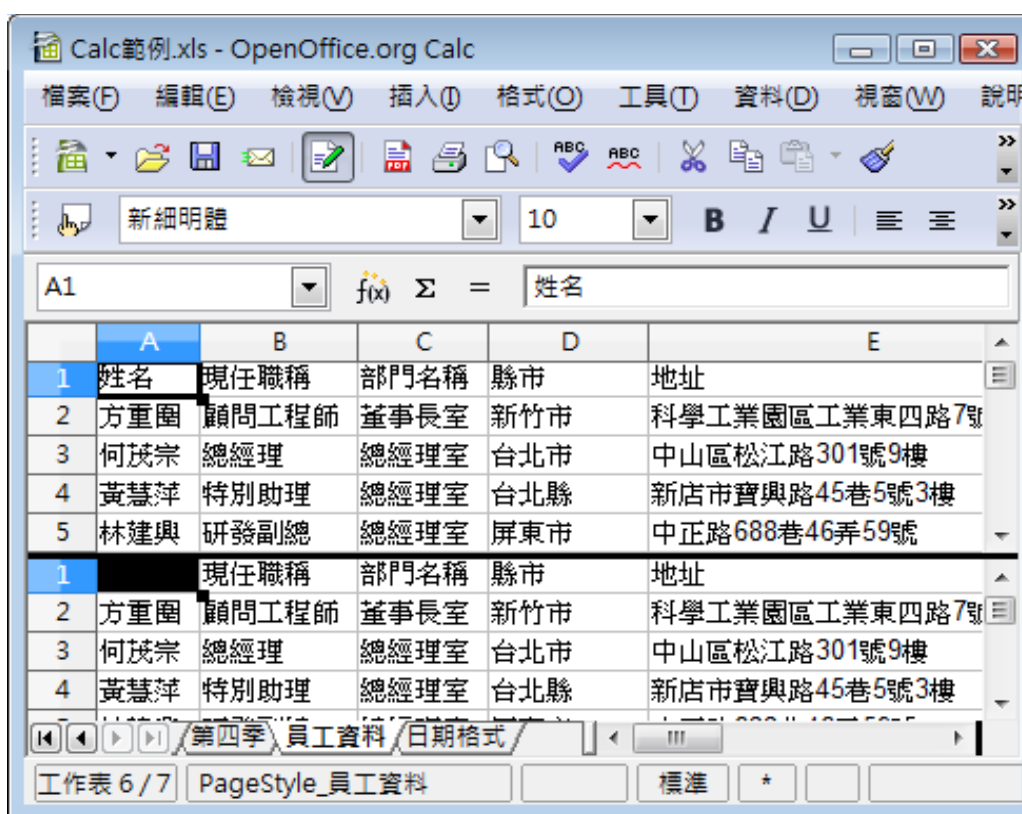 Calc範例.xls - OpenOffice.org Calc
檔案(F) 編輯(E) 檢視(V) 插入(I) 格式(O) 工具(T) 資料(D) 視窗(W) 說明
ABC ABC
新細明體 10 B I U
A1 f(x) Σ = 姓名
A B C D E
1 姓名 現任職稱 部門名稱 縣市 地址
2 方重圍 顧問工程師 董事長室 新竹市 科學工業園區工業東四路7號
3 何茂宗 總經理 總經理室 台北市 中山區松江路301號9樓
4 黃慧萍 特別助理 總經理室 台北縣 新店市寶興路45巷5號3樓
5 林建興 研發副總 總經理室 屏東市 中正路688巷46弄59號
1 現任職稱 部門名稱 縣市 地址
2 方重圍 顧問工程師 董事長室 新竹市 科學工業園區工業東四路7號
3 何茂宗 總經理 總經理室 台北市 中山區松江路301號9樓
4 黃慧萍 特別助理 總經理室 台北縣 新店市寶興路45巷5號3樓
第四季 員工資料 日期格式
工作表 6 / 7 PageStyle_員工資料 標準 *